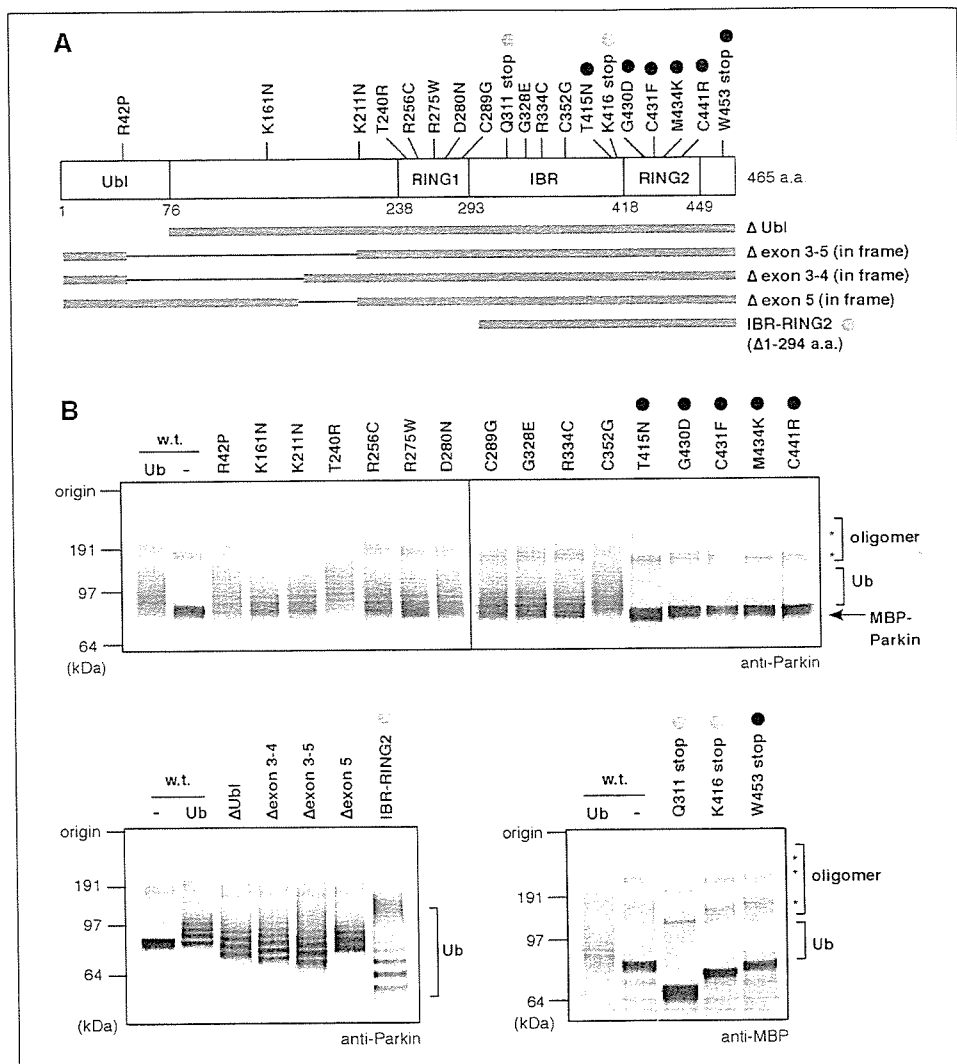 A
R42P
K161N
K211N
T240R
R256C
R275W
D280N
C289G
Q311 stop
G328E
R334C
C352G
T415N
K416 stop
G430D
C431F
M434K
C441R
W453 stop
Ubl
RING1
IBR
RING2
465 a.a.
1
76
238
293
418
449
Δ Ubl
Δ exon 3-5 (in frame)
Δ exon 3-4 (in frame)
Δ exon 5 (in frame)
IBR-RING2
(Δ1-294 a.a.)
B
w.t.
Ub
-
R42P
K161N
K211N
T240R
R256C
R275W
D280N
C289G
G328E
R334C
C352G
T415N
G430D
C431F
M434K
C441R
origin
191
97
64
(kDa)
* oligomer
*
Ub
MBP-
Parkin
anti-Parkin
w.t.
-
Ub
ΔUbl
Δexon 3-4
Δexon 3-5
Δexon 5
IBR-RING2
origin
191
97
64
(kDa)
Ub
anti-Parkin
w.t.
Ub
-
Q311 stop
K416 stop
W453 stop
origin
191
97
64
*
* oligomer
*
Ub
anti-MBP